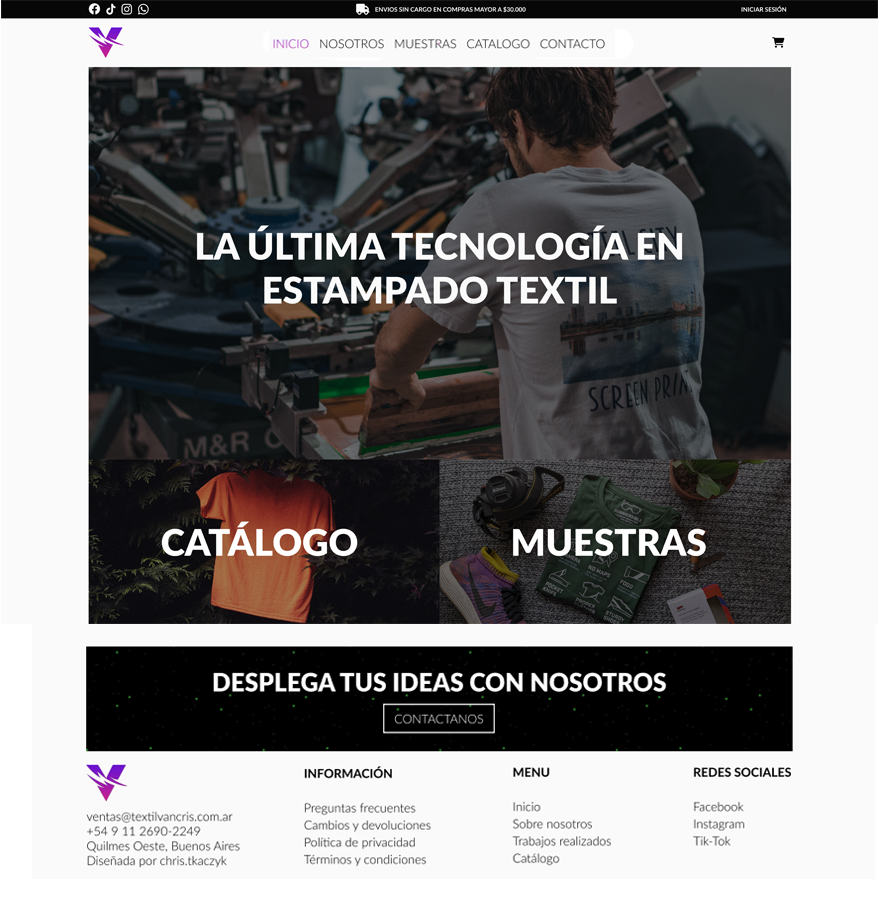 ENVIOS SIN CARGO EN COMPRAS MAYOR A $30.000
INICIAR SESIÓN
INICIO NOSOTROS MUESTRAS CATALOGO CONTACTO
LA ÚLTIMA TECNOLOGÍA EN
ESTAMPADO TEXTIL
SCREEN PRIN
M&R
CATÁLOGO
MUESTRAS
DESPLEGA TUS IDEAS CON NOSOTROS
CONTACTANOS
ventas@textilvancris.com.ar
+54 9 11 2690-2249
Quilmes Oeste, Buenos Aires
Diseñada por chris.tkaczyk
INFORMACIÓN
Preguntas frecuentes
Cambios y devoluciones
Política de privacidad
Términos y condiciones
MENU
Inicio
Sobre nosotros
Trabajos realizados
Catálogo
REDES SOCIALES
Facebook
Instagram
Tik-Tok